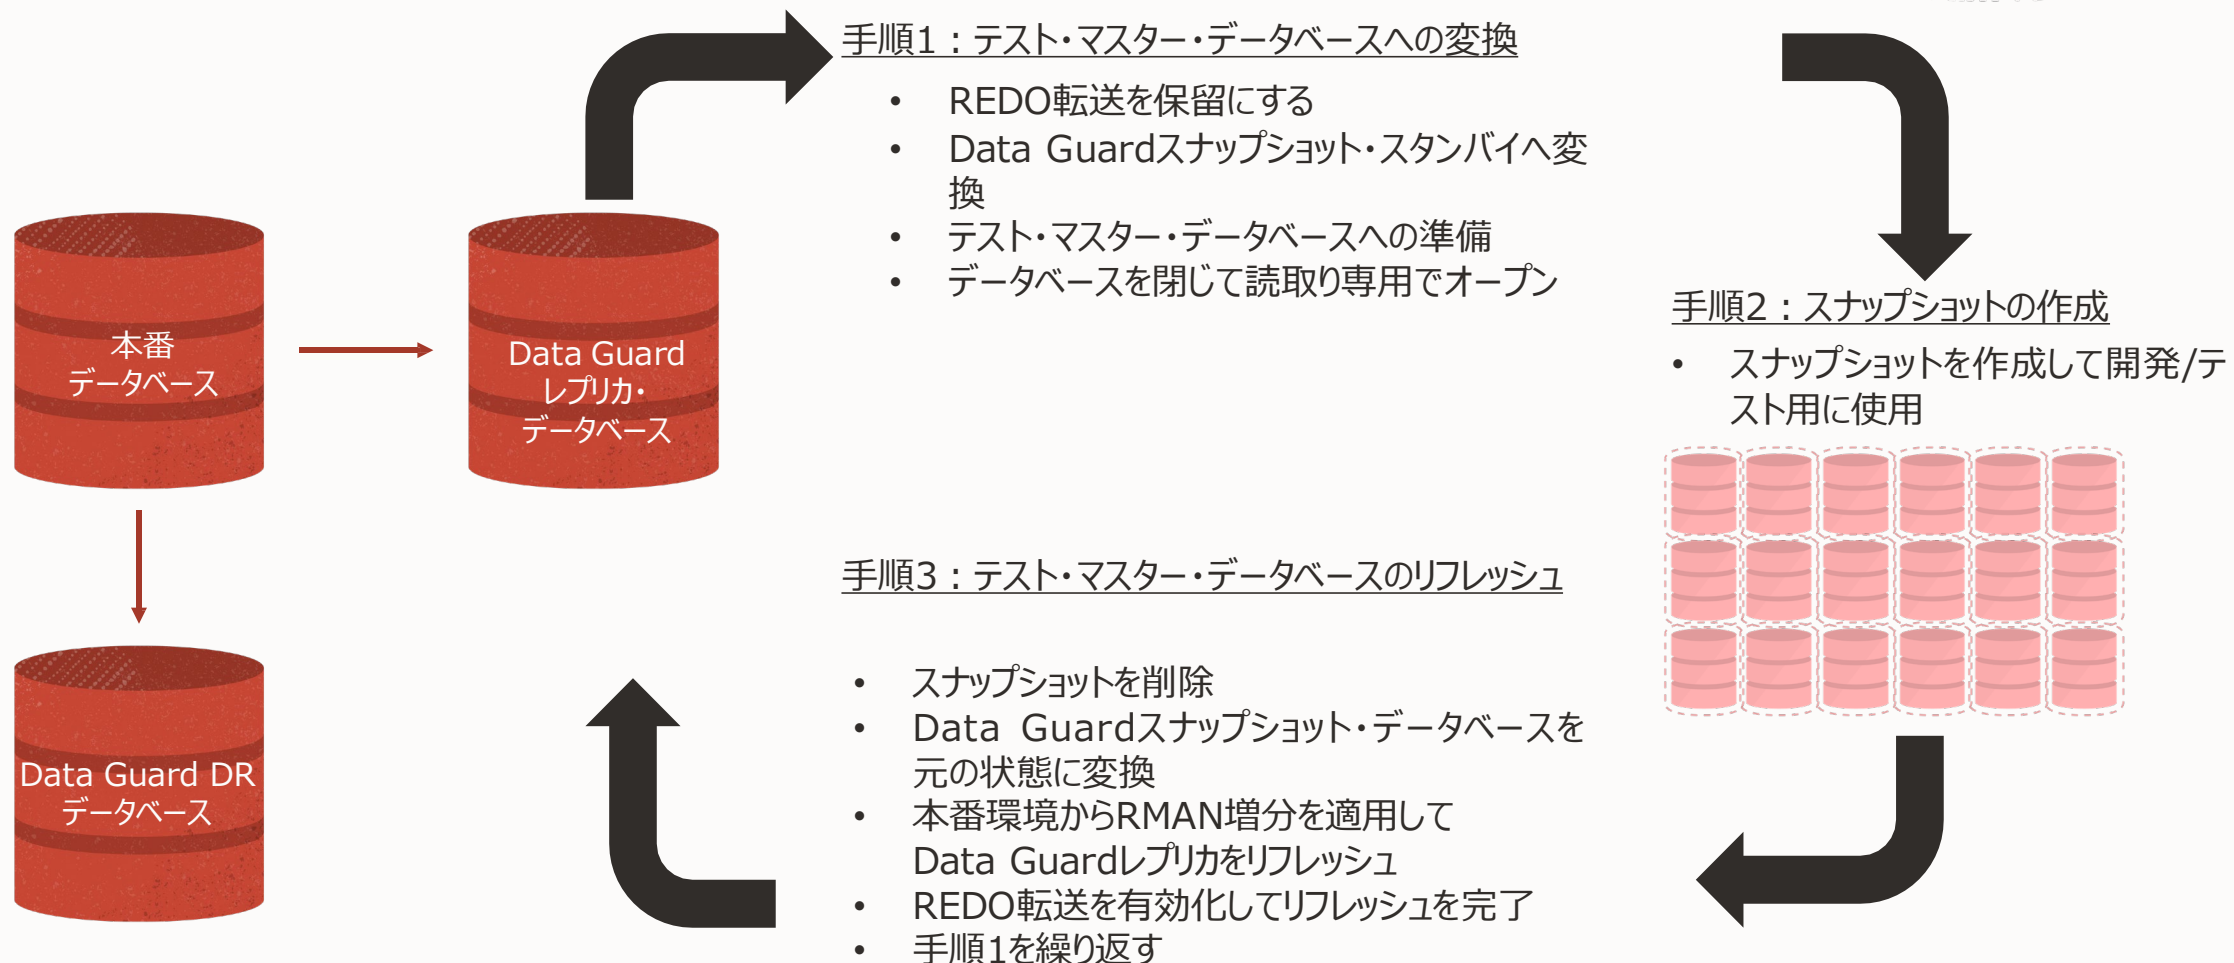 手順1：テスト・マスター・データベースへの変換
• REDO転送を保留にする
• Data Guardスナップショット・スタンバイへ変
換
• テスト・マスター・データベースへの準備
• データベースを閉じて読取り専用でオープン
本番
データベース
Data Guard
レプリカ・
データベース
Data Guard DR
データベース
手順2：スナップショットの作成
• スナップショットを作成して開発/テ
スト用に使用
手順3：テスト・マスター・データベースのリフレッシュ
• スナップショットを削除
• Data Guardスナップショット・データベースを
元の状態に変換
• 本番環境からRMAN増分を適用して
Data Guardレプリカをリフレッシュ
• REDO転送を有効化してリフレッシュを完了
• 手順1を繰り返す